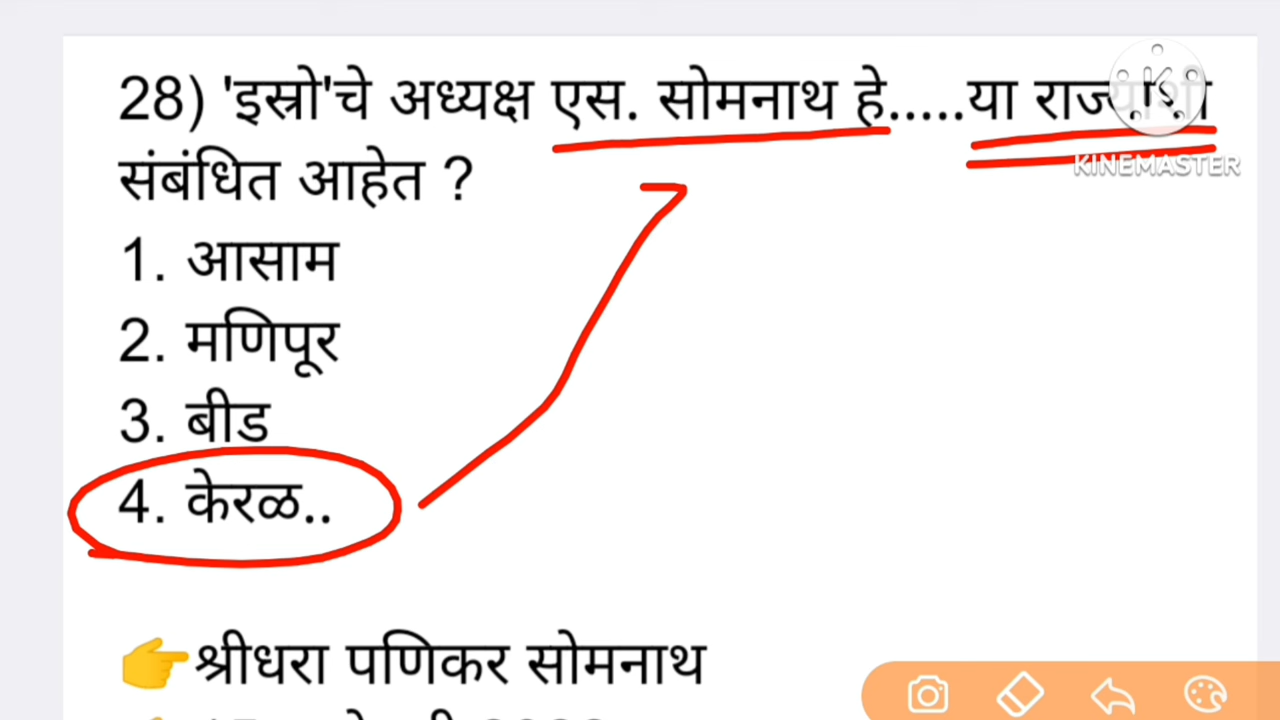 28) 'इस्रो'चे अध्यक्ष एस. सोमनाथ हे.....या राज्याशी
संबंधित आहेत ?
1. आसाम
2. मणिपूर
3. बीड
4. केरळ..
👉श्रीधरा पणिकर सोमनाथ
KINEMASTER